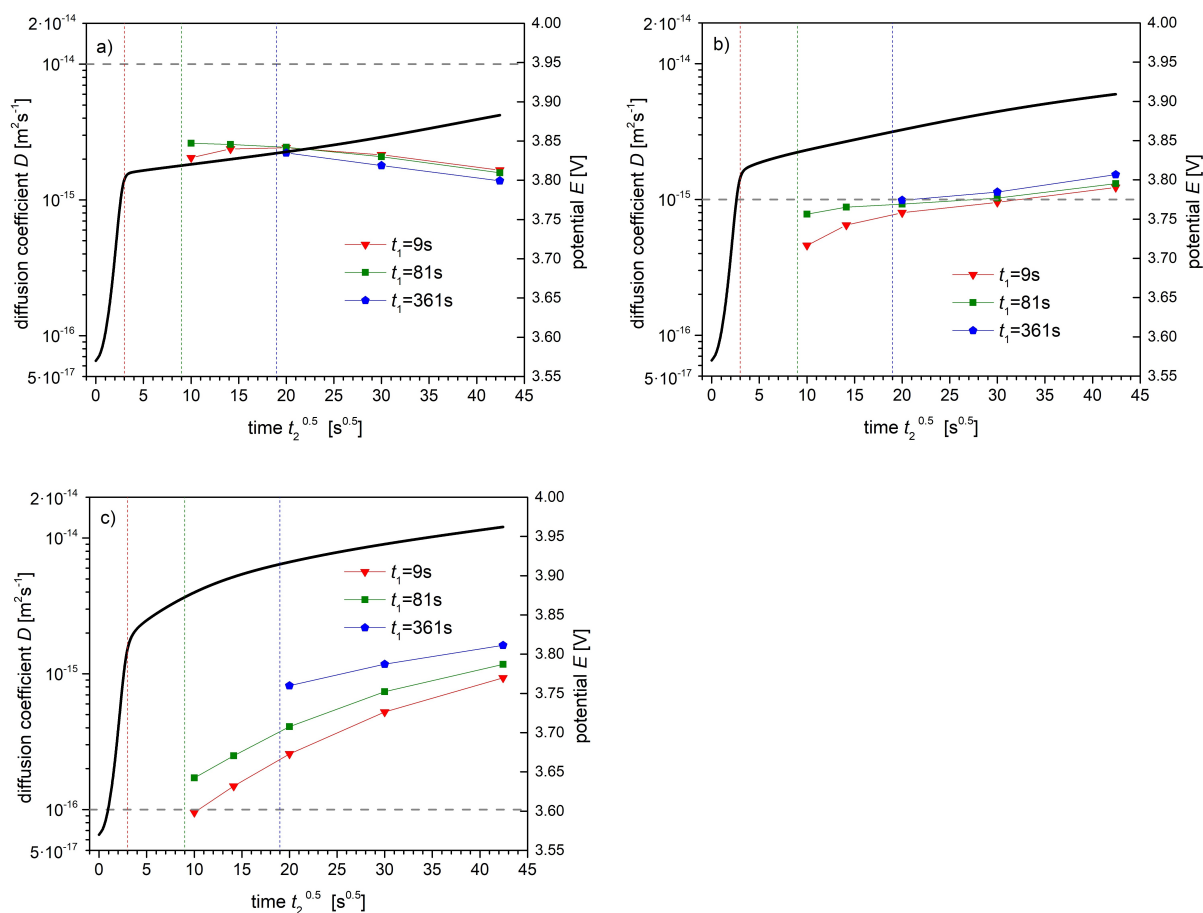 a)
2·10⁻¹⁴
10⁻¹⁴
10⁻¹⁵
10⁻¹⁶
5·10⁻¹⁷
diffusion coefficient D [m²s⁻¹]
t₁=9s
t₁=81s
t₁=361s
4.00
3.95
3.90
3.85
3.80
3.75
3.70
3.65
3.60
3.55
potential E [V]
0 5 10 15 20 25 30 35 40 45
time t₂^0.5 [s^0.5]
b)
2·10⁻¹⁴
10⁻¹⁴
10⁻¹⁵
10⁻¹⁶
5·10⁻¹⁷
diffusion coefficient D [m²s⁻¹]
t₁=9s
t₁=81s
t₁=361s
4.00
3.95
3.90
3.85
3.80
3.75
3.70
3.65
3.60
3.55
potential E [V]
0 5 10 15 20 25 30 35 40 45
time t₂^0.5 [s^0.5]
c)
2·10⁻¹⁴
10⁻¹⁴
10⁻¹⁵
10⁻¹⁶
5·10⁻¹⁷
diffusion coefficient D [m²s⁻¹]
t₁=9s
t₁=81s
t₁=361s
4.00
3.95
3.90
3.85
3.80
3.75
3.70
3.65
3.60
3.55
potential E [V]
0 5 10 15 20 25 30 35 40 45
time t₂^0.5 [s^0.5]